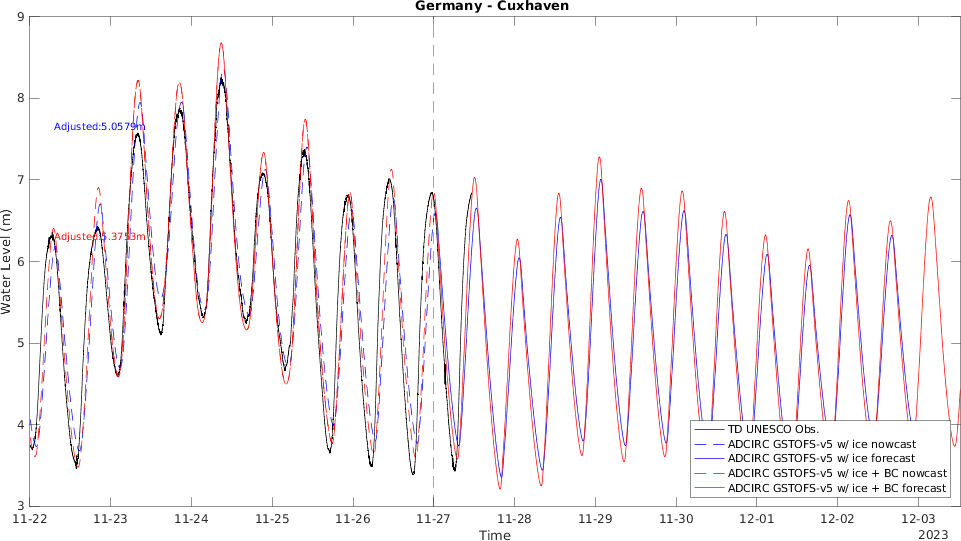 Germany - Cuxhaven
9
8
7
6
5
4
3
Water Level (m)
Adjusted:5.0579m
Adjusted:5.3753m
TD UNESCO Obs.
ADCIRC GSTOFS-v5 w/ ice nowcast
ADCIRC GSTOFS-v5 w/ ice forecast
ADCIRC GSTOFS-v5 w/ ice + BC nowcast
ADCIRC GSTOFS-v5 w/ ice + BC forecast
11-22 11-23 11-24 11-25 11-26 11-27 11-28 11-29 11-30 12-01 12-02 12-03
Time
2023